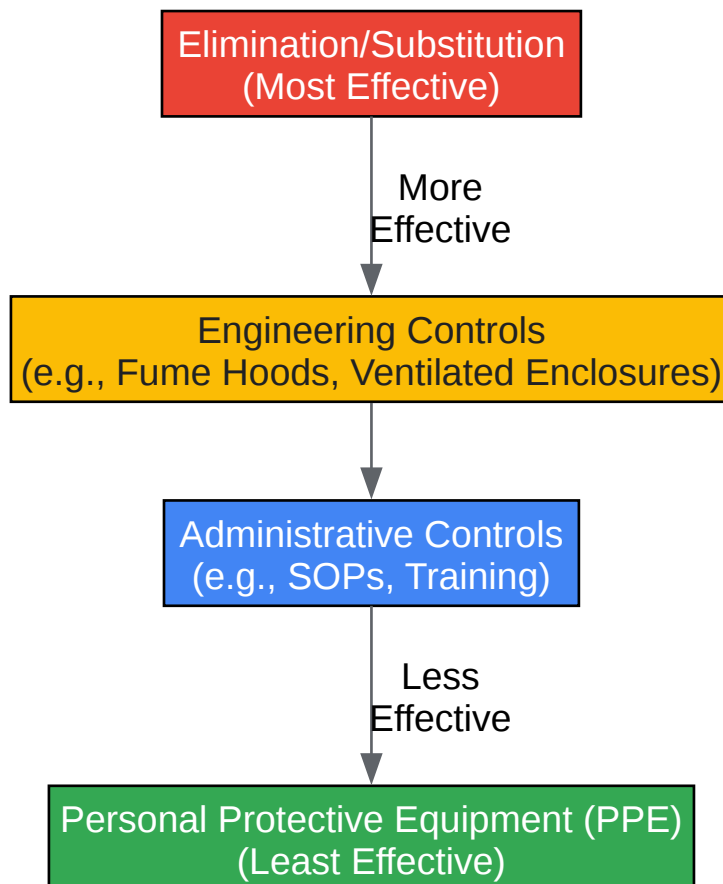 Elimination/Substitution
(Most Effective)
More
Effective
Engineering Controls
(e.g., Fume Hoods, Ventilated Enclosures)
Administrative Controls
(e.g., SOPs, Training)
Less
Effective
Personal Protective Equipment (PPE)
(Least Effective)